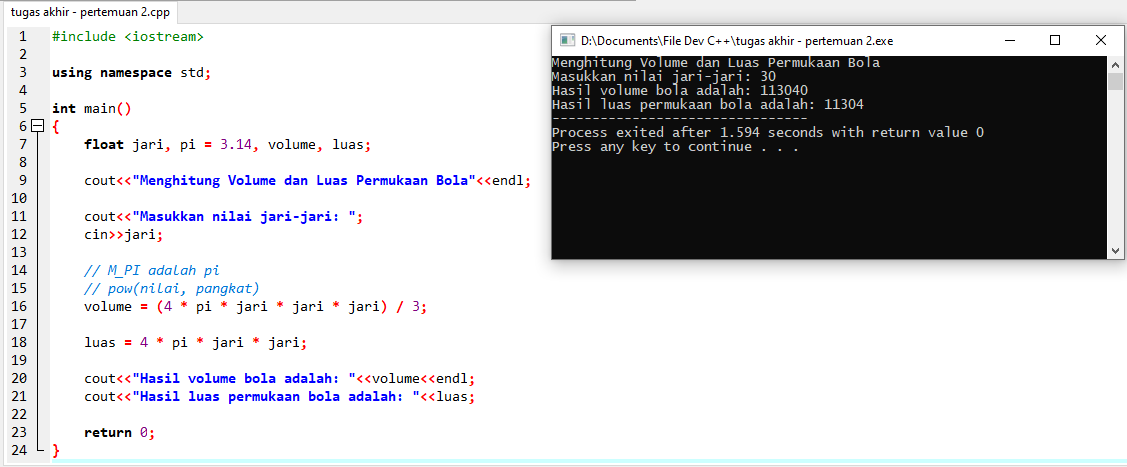 tugas akhir - pertemuan 2.cpp
1 #include <iostream>
2
3 using namespace std;
4
5 int main()
6 {
7 float jari, pi = 3.14, volume, luas;
8
9 cout<<"Menghitung Volume dan Luas Permukaan Bola"<<endl;
10
11 cout<<"Masukkan nilai jari-jari: ";
12 cin>>jari;
13
14 // M_PI adalah pi
15 // pow(nilai, pangkat)
16 volume = (4 * pi * jari * jari * jari) / 3;
17
18 luas = 4 * pi * jari * jari;
19
20 cout<<"Hasil volume bola adalah: "<<volume<<endl;
21 cout<<"Hasil luas permukaan bola adalah: "<<luas;
22
23 return 0;
24 }
D:\Documents\File Dev C++\tugas akhir - pertemuan 2.exe
Menghitung Volume dan Luas Permukaan Bola
Masukkan nilai jari-jari: 30
Hasil volume bola adalah: 113040
Hasil luas permukaan bola adalah: 11304
--------------------------------
Process exited after 1.594 seconds with return value 0
Press any key to continue . . .